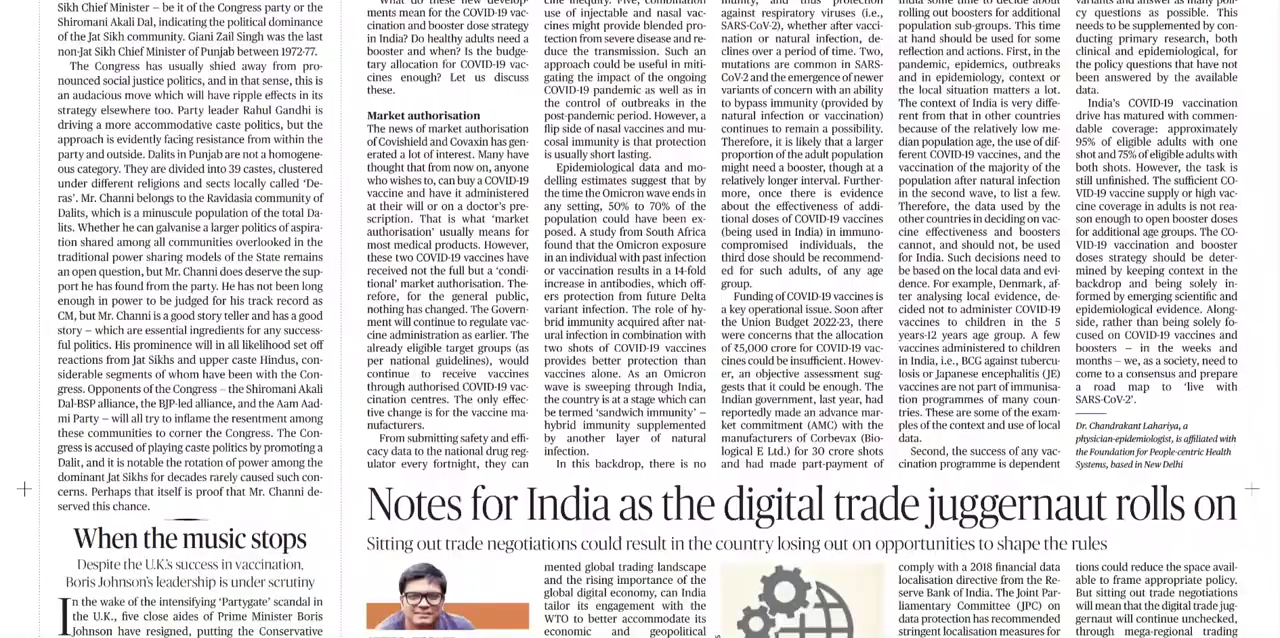 Sikh Chief Minister – be it of the Congress party or the
Shiromani Akali Dal, indicating the political dominance
of the Jat Sikh community. Giani Zail Singh was the last
non-Jat Sikh Chief Minister of Punjab between 1972-77.
The Congress has usually shied away from pro-
nounced social justice politics, and in that sense, this is
an audacious move which will have ripple effects in its
strategy elsewhere too. Party leader Rahul Gandhi is
driving a more accommodative caste politics, but the
approach is evidently facing resistance from within the
party and outside. Dalits in Punjab are not a homogene-
ous category. They are divided into 39 castes, clustered
under different religions and sects locally called ‘De-
ras’. Mr. Channi belongs to the Ravidasia community of
Dalits, which is a minuscule population of the total Da-
lits. Whether he can galvanise a larger politics of aspira-
tion shared among all communities overlooked in the
traditional power sharing models of the State remains
an open question, but Mr. Channi does deserve the sup-
port he has found from the party. He has not been long
enough in power to be judged for his track record as
CM, but Mr. Channi is a good story teller and has a good
story – which are essential ingredients for any success-
ful politics. His prominence will in all likelihood set off
reactions from Jat Sikhs and upper caste Hindus, con-
siderable segments of whom have been with the Con-
gress. Opponents of the Congress – the Shiromani Akali
Dal-BSP alliance, the BJP-led alliance, and the Aam Aad-
mi Party – will all try to inflame the resentment among
these communities to corner the Congress. The Con-
gress is accused of playing caste politics by promoting a
Dalit, and it is notable the rotation of power among the
dominant Jat Sikhs for decades rarely caused such con-
cerns. Perhaps that itself is proof that Mr. Channi de-
served this chance.
When the music stops
Despite the U.K.’s success in vaccination,
Boris Johnson’s leadership is under scrutiny
In the wake of the intensifying ‘Partygate’ scandal in
the U.K., five close aides of Prime Minister Boris
Johnson have resigned, putting the Conservative
What do these new develop-
ments mean for the COVID-19 vac-
cination and booster dose strategy
in India? Do healthy adults need a
booster and when? Is the budge-
tary allocation for COVID-19 vac-
cines enough? Let us discuss
these.
Market authorisation
The news of market authorisation
of Covishield and Covaxin has gen-
erated a lot of interest. Many have
thought that from now on, anyone
who wishes to, can buy a COVID-19
vaccine and have it administered
at their will or on a doctor’s pre-
scription. That is what ‘market
authorisation’ usually means for
most medical products. However,
these two COVID-19 vaccines have
received not the full but a ‘condi-
tional’ market authorisation. The-
refore, for the general public,
nothing has changed. The Govern-
ment will continue to regulate vac-
cine administration as earlier. The
already eligible target groups (as
per national guidelines), would
continue to receive vaccines
through authorised COVID-19 vac-
cination centres. The only effec-
tive change is for the vaccine ma-
nufacturers.
From submitting safety and effi-
cacy data to the national drug reg-
ulator every fortnight, they can
cine inequity. Five, combination
use of injectable and nasal vac-
cines might provide blended pro-
tection from severe disease and re-
duce the transmission. Such an
approach could be useful in miti-
gating the impact of the ongoing
COVID-19 pandemic as well as in
the control of outbreaks in the
post-pandemic period. However, a
flip side of nasal vaccines and mu-
cosal immunity is that protection
is usually short lasting.
Epidemiological data and mo-
delling estimates suggest that by
the time the Omicron wave ends in
any setting, 50% to 70% of the
population could have been ex-
posed. A study from South Africa
found that the Omicron exposure
in an individual with past infection
or vaccination results in a 14-fold
increase in antibodies, which off-
ers protection from future Delta
variant infection. The role of hy-
brid immunity acquired after nat-
ural infection in combination with
two shots of COVID-19 vaccines
provides better protection than
vaccines alone. As an Omicron
wave is sweeping through India,
the country is at a stage which can
be termed ‘sandwich immunity’ –
hybrid immunity supplemented
by another layer of natural
infection.
In this backdrop, there is no
munity, and thus protection
against respiratory viruses (i.e.,
SARS-CoV-2), whether after vacci-
nation or natural infection, de-
clines over a period of time. Two,
mutations are common in SARS-
CoV-2 and the emergence of newer
variants of concern with an ability
to bypass immunity (provided by
natural infection or vaccination)
continues to remain a possibility.
Therefore, it is likely that a larger
proportion of the adult population
might need a booster, though at a
relatively longer interval. Further-
more, once there is evidence
about the effectiveness of addi-
tional doses of COVID-19 vaccines
(being used in India) in immuno-
compromised individuals, the
third dose should be recommend-
ed for such adults, of any age
group.
Funding of COVID-19 vaccines is
a key operational issue. Soon after
the Union Budget 2022-23, there
were concerns that the allocation
of ₹5,000 crore for COVID-19 vac-
cines could be insufficient. Howev-
er, an objective assessment sug-
gests that it could be enough. The
Indian government, last year, had
reportedly made an advance mar-
ket commitment (AMC) with the
manufacturers of Corbevax (Bio-
logical E Ltd.) for 30 crore shots
and had made part-payment of
India some time to decide about
rolling out boosters for additional
population sub-groups. This time
at hand should be used for some
reflection and actions. First, in the
pandemic, epidemics, outbreaks
and in epidemiology, context or
the local situation matters a lot.
The context of India is very diffe-
rent from that in other countries
because of the relatively low me-
dian population age, the use of dif-
ferent COVID-19 vaccines, and the
vaccination of the majority of the
population after natural infection
in the second wave, to list a few.
Therefore, the data used by the
other countries in deciding on vac-
cine effectiveness and boosters
cannot, and should not, be used
for India. Such decisions need to
be based on the local data and evi-
dence. For example, Denmark, af-
ter analysing local evidence, de-
cided not to administer COVID-19
vaccines to children in the 5
years-12 years age group. A few
vaccines administered to children
in India, i.e., BCG against tubercu-
losis or Japanese encephalitis (JE)
vaccines are not part of immunisa-
tion programmes of many coun-
tries. These are some of the exam-
ples of the context and use of local
data.
Second, the success of any vac-
cination programme is dependent
variants and answer as many pol-
icy questions as possible. This
needs to be supplemented by con-
ducting primary research, both
clinical and epidemiological, for
the policy questions that have not
been answered by the available
data.
India’s COVID-19 vaccination
drive has matured with commen-
dable coverage: approximately
95% of eligible adults with one
shot and 75% of eligible adults with
both shots. However, the task is
still unfinished. The sufficient CO-
VID-19 vaccine supply or high vac-
cine coverage in adults is not rea-
son enough to open booster doses
for additional age groups. The CO-
VID-19 vaccination and booster
doses strategy should be deter-
mined by keeping context in the
backdrop and being solely in-
formed by emerging scientific and
epidemiological evidence. Along-
side, rather than being solely fo-
cused on COVID-19 vaccines and
boosters – in the weeks and
months – we, as a society, need to
come to a consensus and prepare
a road map to ‘live with
SARS-CoV-2’.
Dr. Chandrakant Lahariya, a
physician-epidemiologist, is affiliated with
the Foundation for People-centric Health
Systems, based in New Delhi
Notes for India as the digital trade juggernaut rolls on
Sitting out trade negotiations could result in the country losing out on opportunities to shape the rules
mented global trading landscape
and the rising importance of the
global digital economy, can India
tailor its engagement with the
WTO to better accommodate its
economic and geopolitical
comply with a 2018 financial data
localisation directive from the Re-
serve Bank of India. The Joint Par-
liamentary Committee (JPC) on
data protection has recommended
stringent localisation measures for
tions could reduce the space avail-
able to frame appropriate policy.
But sitting out trade negotiations
will mean that the digital trade jug-
gernaut will continue unchecked,
through mega-regional trading